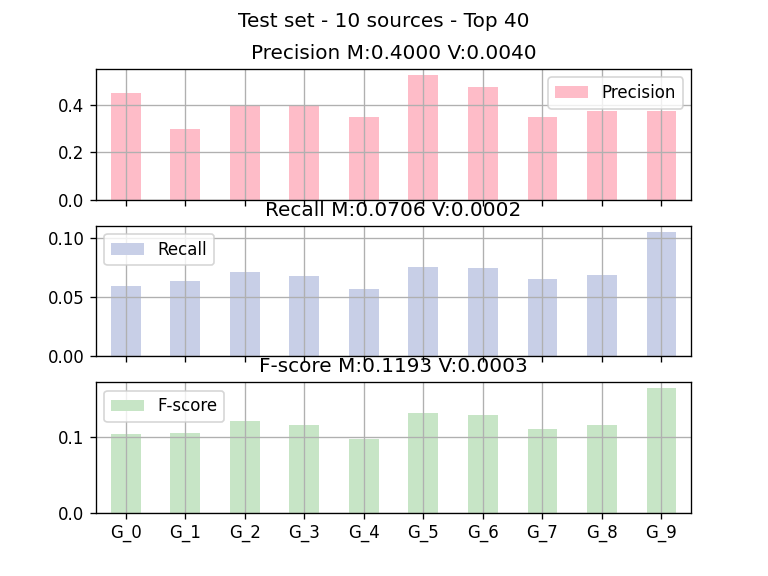 Test set - 10 sources - Top 40
Precision M:0.4000 V:0.0040
Precision
0.4
0.2
0.0
Recall M:0.0706 V:0.0002
Recall
0.10
0.05
0.00
F-score M:0.1193 V:0.0003
F-score
0.1
0.0
G_0 G_1 G_2 G_3 G_4 G_5 G_6 G_7 G_8 G_9